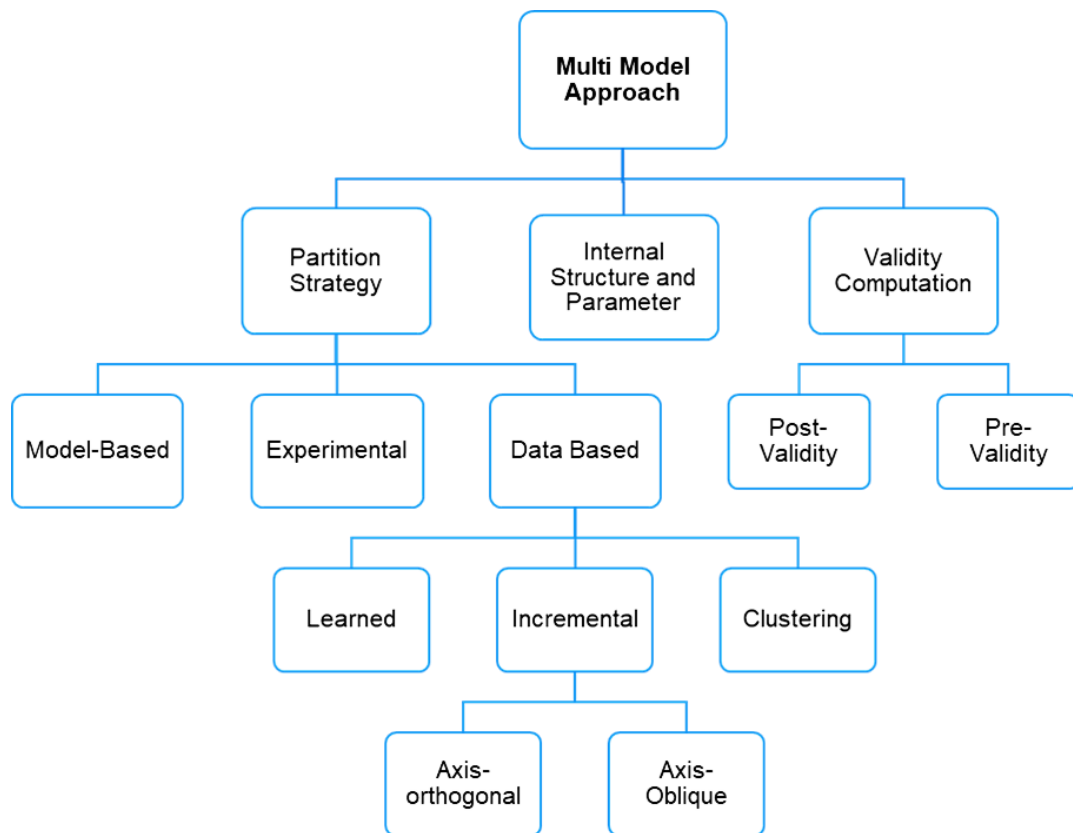 Multi Model
Approach
Partition
Strategy
Internal
Structure and
Parameter
Validity
Computation
Model-Based
Experimental
Data Based
Post-
Validity
Pre-
Validity
Learned
Incremental
Clustering
Axis-
orthogonal
Axis-
Oblique